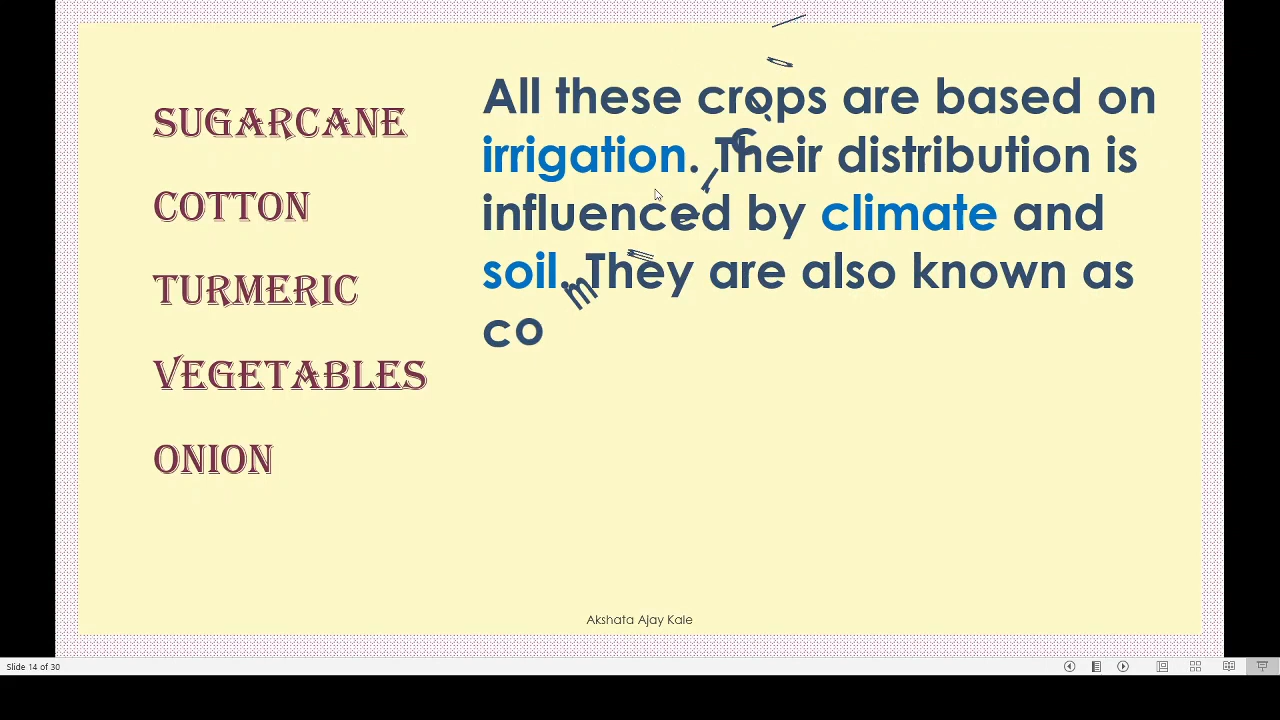 SUGARCANE
COTTON
TURMERIC
VEGETABLES
ONION
All these crops are based on
irrigation. Their distribution is
influenced by climate and
soil. They are also known as
co
Akshata Ajay Kale
Slide 14 of 30